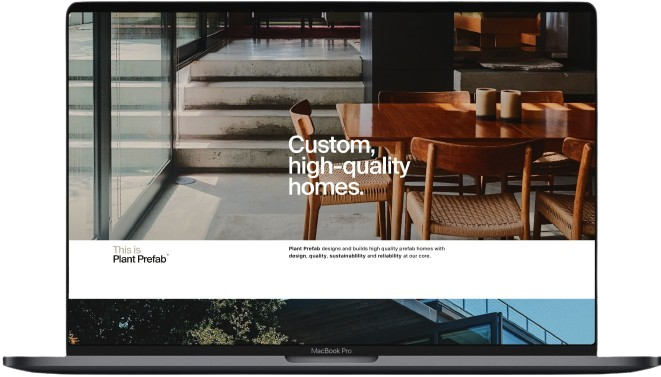 Custom,
high-quality
homes.
This is
Plant Prefab
Plant Prefab designs and builds high quality prefab homes with
design, quality, sustainability and reliability at our core.
MacBook Pro